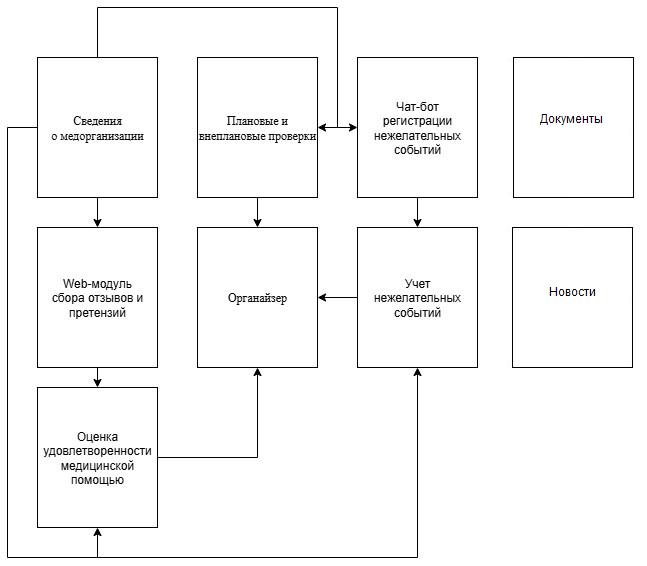 Сведения
о медорганизации
Плановые и
внеплановые проверки
Чат-бот
регистрации
нежелательных
событий
Документы
Web-модуль
сбора отзывов и
претензий
Органайзер
Учет
нежелательных
событий
Новости
Оценка
удовлетворенности
медицинской
помощью